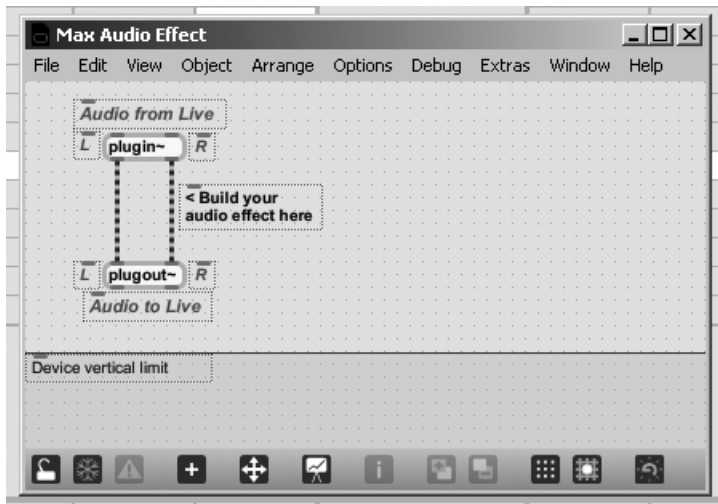 Max Audio Effect
File Edit View Object Arrange Options Debug Extras Window Help
Audio from Live
L plugin~ R
< Build your
audio effect here
L plugout~ R
Audio to Live
Device vertical limit